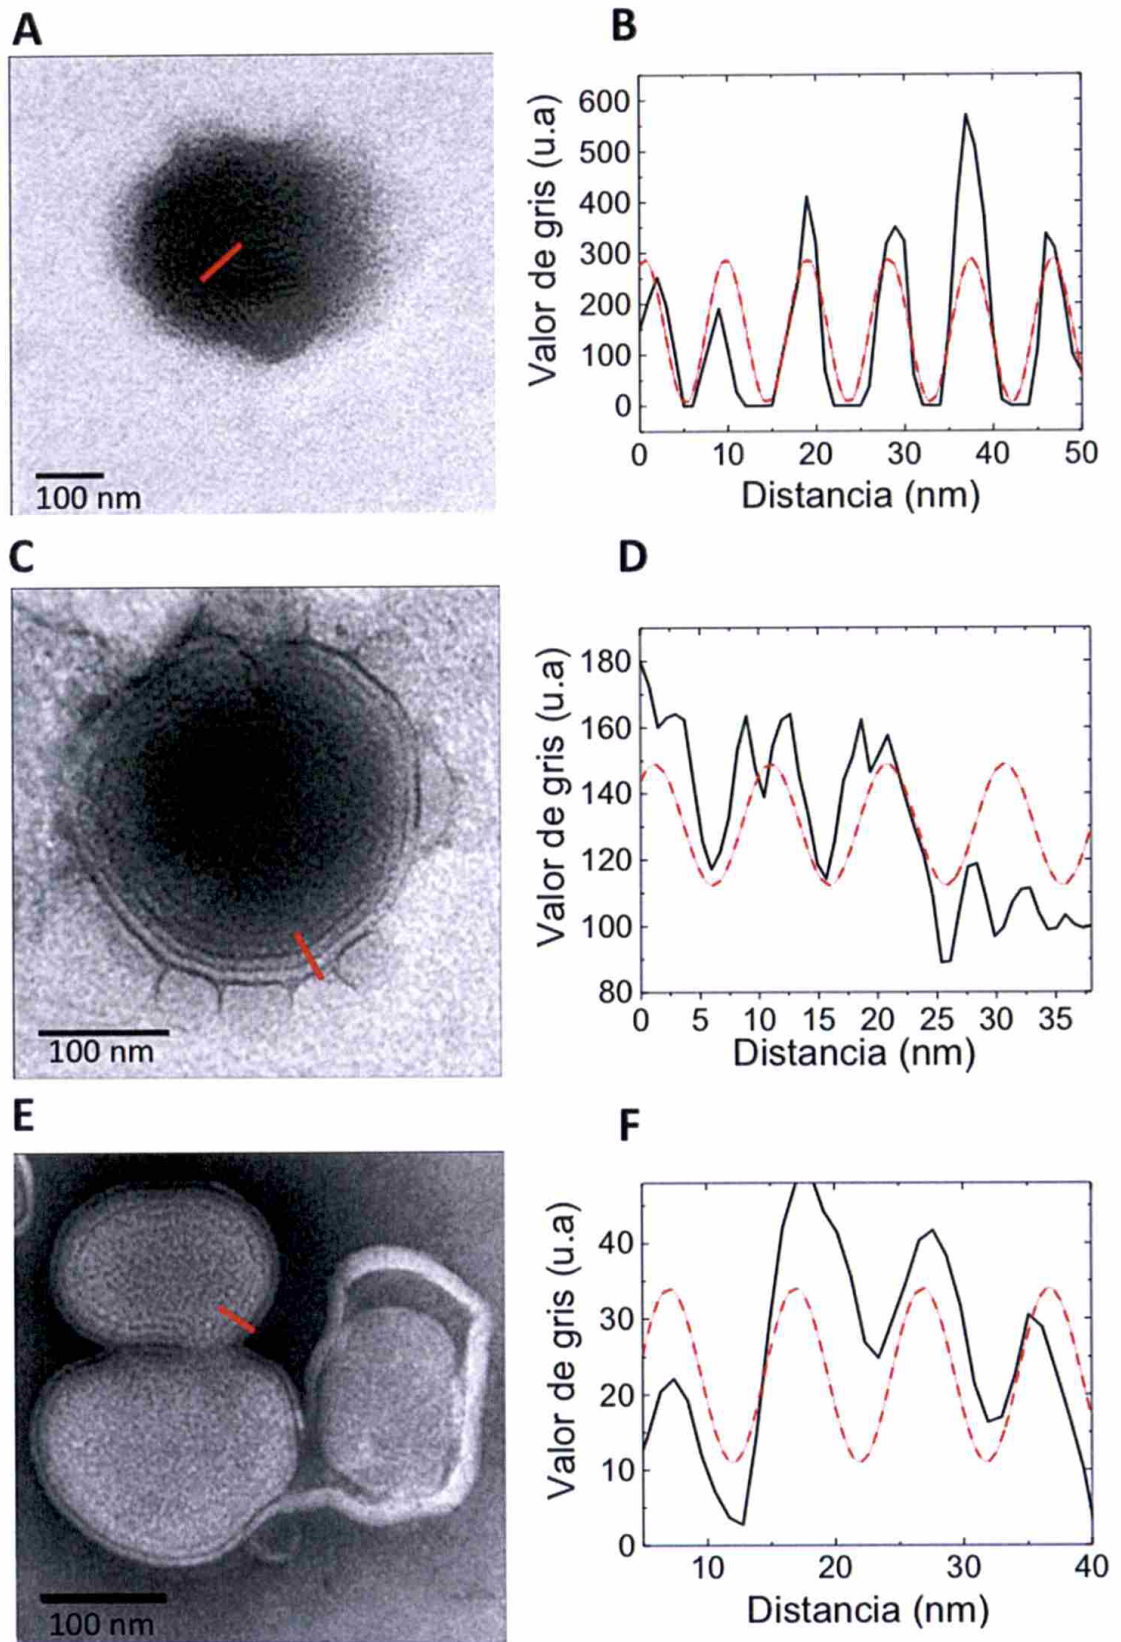 A
100 nm
B
Valor de gris (u.a)
600
500
400
300
200
100
0
0 10 20 30 40 50
Distancia (nm)
C
100 nm
D
Valor de gris (u.a)
180
160
140
120
100
80
0 5 10 15 20 25 30 35
Distancia (nm)
E
100 nm
F
Valor de gris (u.a)
40
30
20
10
0
10 20 30 40
Distancia (nm)